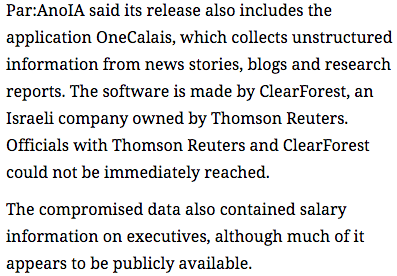 Par:AnoIA said its release also includes the
application OneCalais, which collects unstructured
information from news stories, blogs and research
reports. The software is made by ClearForest, an
Israeli company owned by Thomson Reuters.
Officials with Thomson Reuters and ClearForest
could not be immediately reached.
The compromised data also contained salary
information on executives, although much of it
appears to be publicly available.